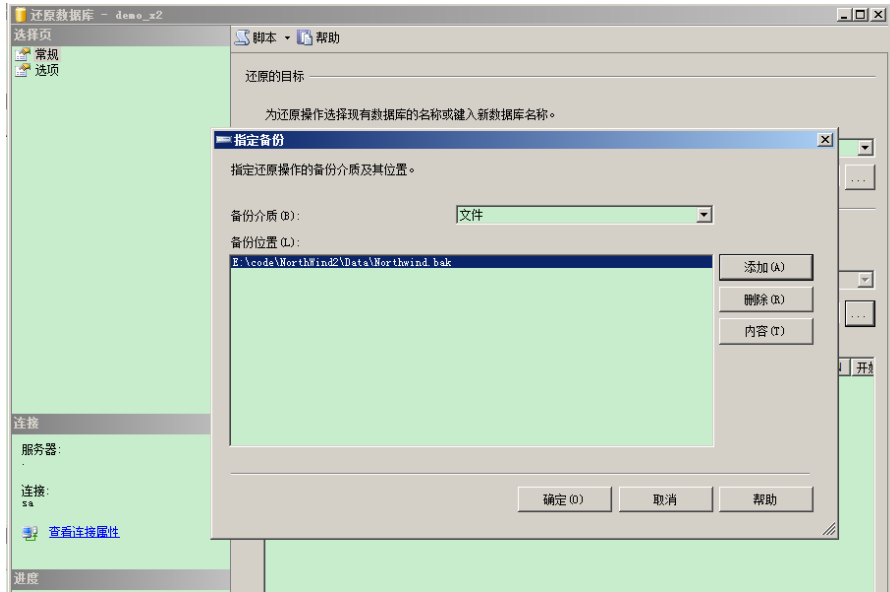 还原数据库 - demo_x2
选择页
常规
选项
脚本 帮助
还原的目标
为还原操作选择现有数据库的名称或键入新数据库名称。
指定备份
指定还原操作的备份介质及其位置。
备份介质(B): 文件
备份位置(L):
E:\code\NorthWind2\Data\Northwind.bak
添加(A)
删除(R)
内容(T)
...
...
连接
服务器:
.
连接:
sa
查看连接属性
进度
确定(O) 取消 帮助